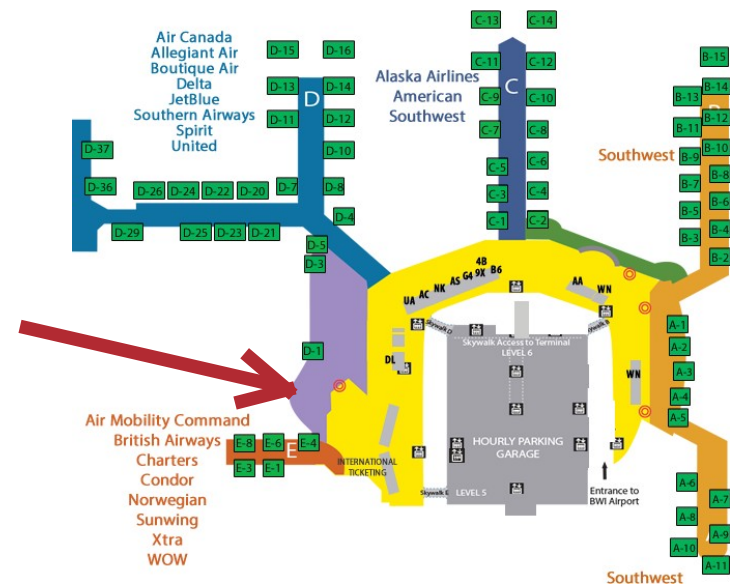 Air Canada
Allegiant Air
Boutique Air
Delta
JetBlue
Southern Airways
Spirit
United
D-15
D-16
D-13
D
D-14
D-11
D-12
D-10
D-37
D-36
D-26
D-24
D-22
D-20
D-7
D-8
D-4
D-29
D-25
D-23
D-21
D-5
D-3
D-1
C-13
C-14
C-11
C-12
Alaska Airlines
American
Southwest
C
C-9
C-10
C-7
C-8
C-5
C-6
C-3
C-4
C-1
C-2
B-15
B-14
B-13
B-12
B-11
B-10
Southwest
B-9
B-8
B-7
B-6
B-5
B-4
B-3
B-2
UA
AC
NK
AS
G4
4B
9X
B6
AA
WN
DL
WN
Skywalk Access to Terminal
LEVEL 6
HOURLY PARKING
GARAGE
LEVEL 5
Skywalk E
Entrance to
BWI Airport
INTERNATIONAL
TICKETING
A-1
A-2
A-3
A-4
A-5
A-6
A-7
A-8
A-9
A-10
A-11
Southwest
Air Mobility Command
British Airways
Charters
Condor
Norwegian
Sunwing
Xtra
WOW
E-8
E-6
E-4
E
E-3
E-1